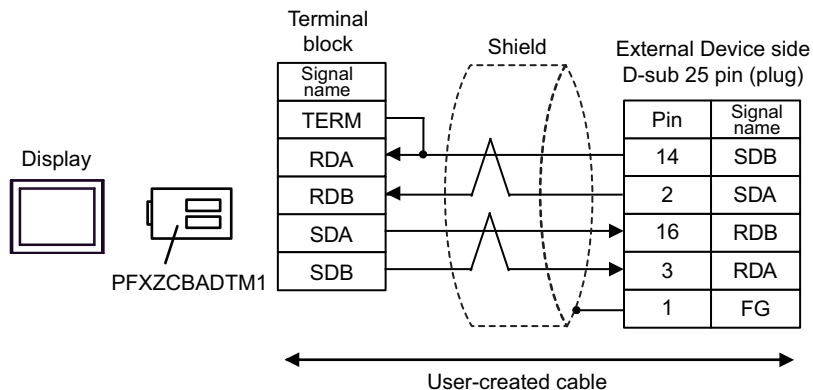 Terminal
block
Shield
External Device side
D-sub 25 pin (plug)
Signal
name
TERM
RDA
RDB
SDA
SDB
Pin
Signal
name
14 SDB
2 SDA
16 RDB
3 RDA
1 FG
Display
PFXZCBADTM1
User-created cable